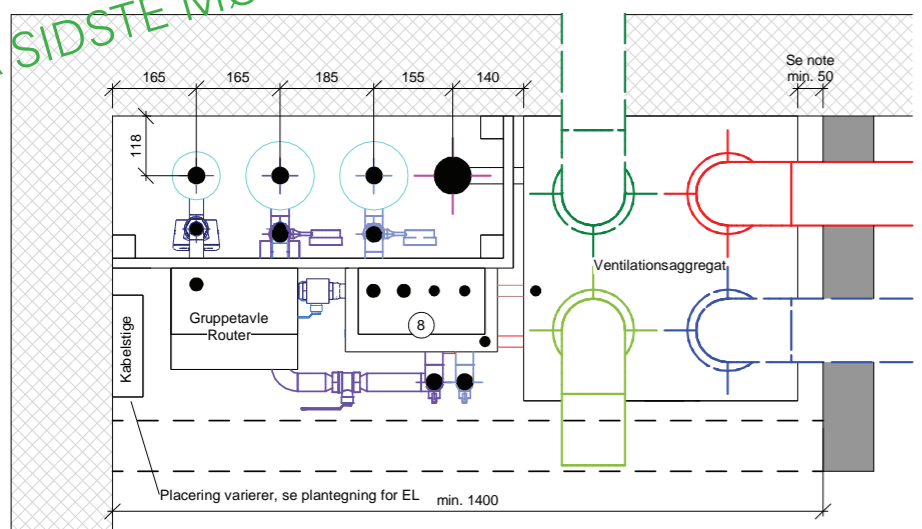 SIDSTE MØ
Se note
min. 50
165
165
185
155
140
118
Ventilationsaggregat
Gruppetavle
Router
8
Kabelstige
Placering varierer, se plantegning for EL
min. 1400